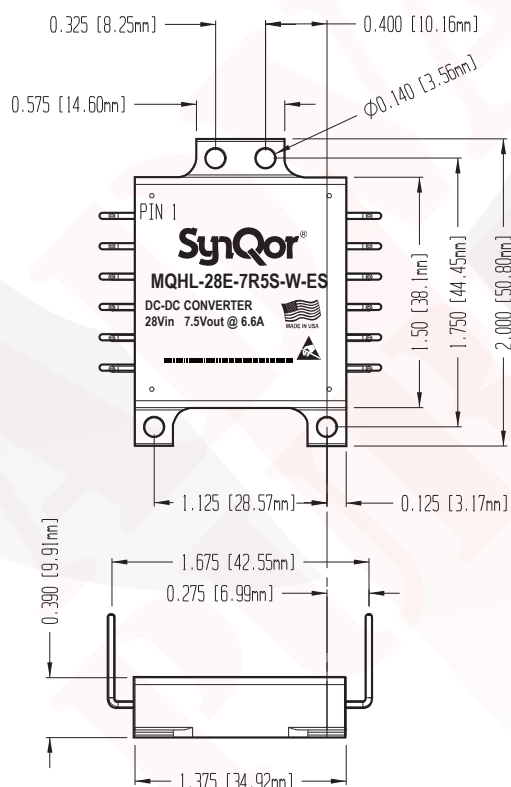 0.325 [8.25mm]
0.400 [10.16mm]
Ø0.140 [3.56mm]
0.575 [14.60mm]
PIN 1
SynQor®
MQHL-28E-7R5S-W-ES
DC-DC CONVERTER
28Vin 7.5Vout @ 6.6A
MADE IN USA
1.50 [38.1mm]
1.750 [44.45mm]
2.000 [50.80mm]
1.125 [28.57mm]
0.125 [3.17mm]
0.390 [9.91mm]
1.675 [42.55mm]
0.275 [6.99mm]
1.375 [34.92mm]